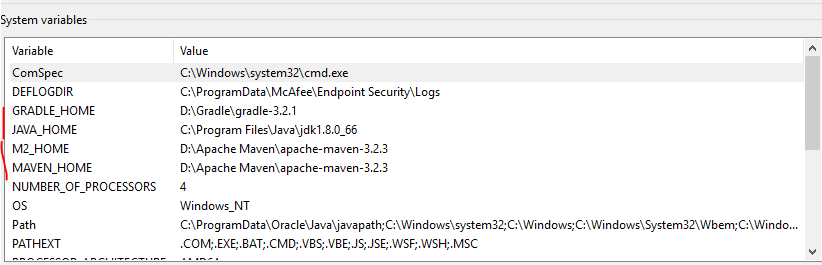 System variables
Variable Value
ComSpec C:\Windows\system32\cmd.exe
DEFLOGDIR C:\ProgramData\McAfee\Endpoint Security\Logs
GRADLE_HOME D:\Gradle\gradle-3.2.1
JAVA_HOME C:\Program Files\Java\jdk1.8.0_66
M2_HOME D:\Apache Maven\apache-maven-3.2.3
MAVEN_HOME D:\Apache Maven\apache-maven-3.2.3
NUMBER_OF_PROCESSORS 4
OS Windows_NT
Path C:\ProgramData\Oracle\Java\javapath;C:\Windows\system32;C:\Windows;C:\Windows\System32\Wbem;C:\Windo...
PATHEXT .COM;.EXE;.BAT;.CMD;.VBS;.VBE;.JS;.JSE;.WSF;.WSH;.MSC
PROCESSOR_ARCHITECTURE AMD64